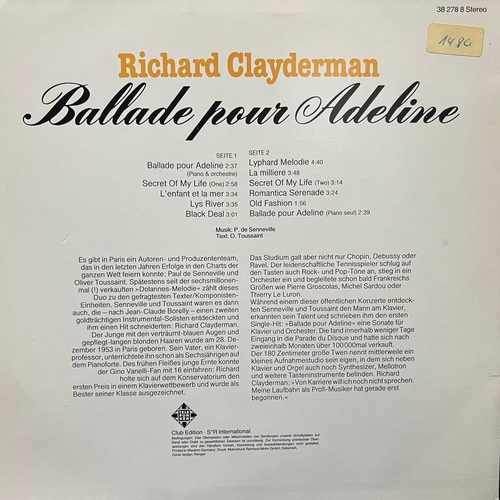 38 278 8 Stereo
Richard Clayderman
Ballade pour Adeline
SEITE 1
Ballade pour Adeline 2:37
(Piano & orchestre)
Secret Of My Life (One) 2:58
L'enfant et la mer 3:34
Lys River 3:35
Black Deal 3:01
SEITE 2
Lyphard Melodie 4:40
La milliere 3:48
Secret Of My Life (Two) 3:14
Romantica Serenade 3:24
Old Fashion 1:56
Ballade pour Adeline (Piano seul) 2:39
Musik: P. de Senneville
Text: O. Toussaint
Es gibt in Paris ein Autoren- und Produzententeam,
das in den letzten Jahren Erfolge in den Charts der
ganzen Welt feiern konnte: Paul de Senneville und
Oliver Toussaint. Spätestens seit der sechsmillionen-
mal (!) verkauften »Dolannes-Melodie« zählt dieses
Duo zu den gefragtesten Texter/Komponisten-
Einheiten. Senneville und Toussaint waren es dann
auch, die – nach Jean-Claude Borelly – einen zweiten
goldträchtigen Instrumental-Solisten entdeckten und
ihm einen Hit schneiderten: Richard Clayderman.
Der Junge mit den verträumt-blauen Augen und
gepflegt-langen blonden Haaren wurde am 28. De-
zember 1953 in Paris geboren. Sein Vater, ein Klavier-
professor, unterrichtete ihn schon als Sechsjährigen auf
dem Pianoforte. Des frühen Fleißes junge Ernte konnte
der Gino Vanelli-Fan mit 16 einfahren: Richard
holte sich auf dem Konservatorium den
ersten Preis in einem Klavierwettbewerb und wurde als
Bester seiner Klasse ausgezeichnet.
Das Studium galt aber nicht nur Chopin, Debussy oder
Ravel. Der leidenschaftliche Tennisspieler schlug auf
den Tasten auch Rock- und Pop-Töne an, stieg in ein
Orchester ein und begleitete schon bald Frankreichs
Größen wie Pierre Groscolas, Michel Sardou oder
Thierry Le Luron.
Während einem dieser öffentlichen Konzerte entdeck-
ten Senneville und Toussaint den Mann am Klavier,
erkannten sein Talent und schrieben ihm den ersten
Single-Hit: »Ballade pour Adeline« eine Sonate für
Klavier und Orchester. Die fand innerhalb weniger Tage
Eingang in die Parade du Disque und hatte sich nach
zweieinhalb Monaten über 100000mal verkauft.
Der 180 Zentimeter große Twen nennt mittlerweile ein
kleines Aufnahmestudio sein eigen, in dem sich neben
Klavier und Orgel auch noch Synthesizer, Mellotron
und weitere Tasteninstrumente befinden. Richard
Clayderman: »Von Karriere will ich noch nicht sprechen.
Meine Laufbahn als Profi-Musiker hat gerade erst
begonnen.«
TELDEC
Club Edition · S*R International